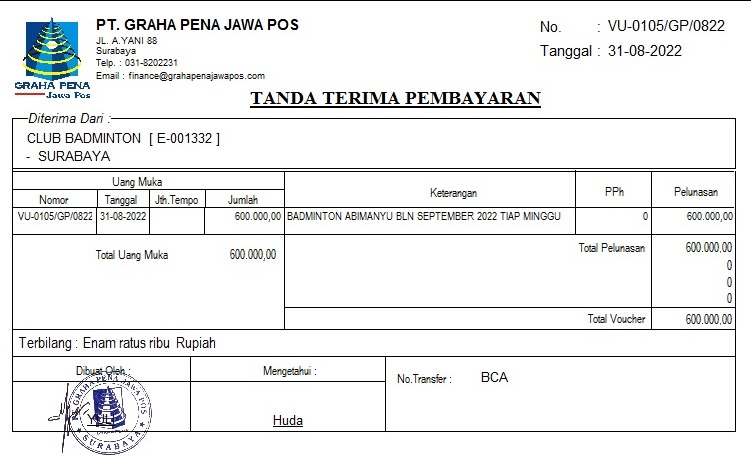 PT. GRAHA PENA JAWA POS
JL. A.YANI 88
Surabaya
Telp. : 031-8202231
Email : finance@grahapenajawapos.com
GRAHA PENA
Jawa Pos
No. : VU-0105/GP/0822
Tanggal : 31-08-2022
TANDA TERIMA PEMBAYARAN
Diterima Dari :
CLUB BADMINTON [ E-001332 ]
- SURABAYA
Uang Muka Keterangan PPh Pelunasan
Nomor Tanggal Jth.Tempo Jumlah
VU-0105/GP/0822 31-08-2022 600.000,00 BADMINTON ABIMANYU BLN SEPTEMBER 2022 TIAP MINGGU 0 600.000,00
Total Uang Muka 600.000,00 Total Pelunasan 600.000,00
0
0
0
Total Voucher 600.000,00
Terbilang : Enam ratus ribu Rupiah
Dibuat Oleh : Mengetahui : No.Transfer : BCA
PT. GRAHA PENA JAWA POS
SURABAYA
Huda